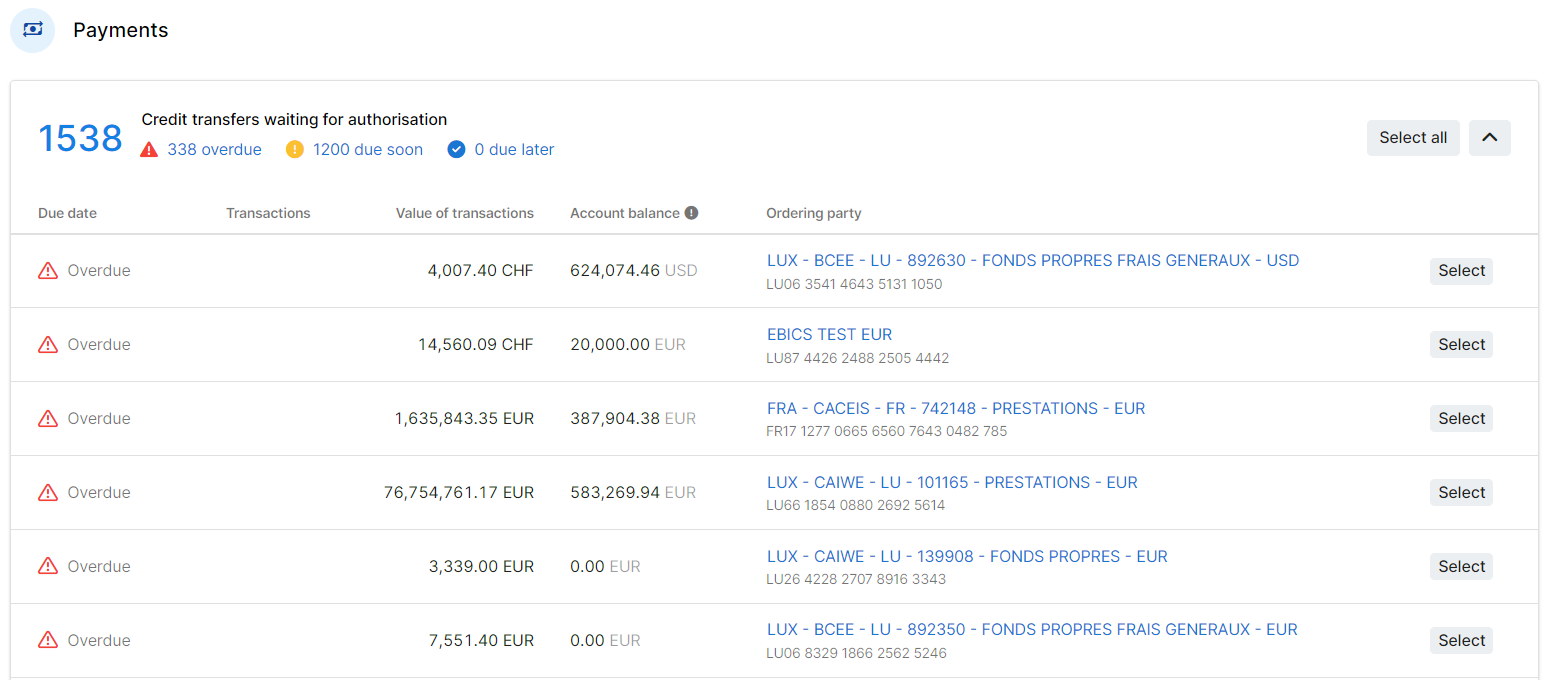 Payments
1538
Credit transfers waiting for authorisation
338 overdue 1200 due soon 0 due later
Select all
Due date Transactions Value of transactions Account balance Ordering party
Overdue 4,007.40 CHF 624,074.46 USD LUX - BCEE - LU - 892630 - FONDS PROPRES FRAIS GENERAUX - USD Select
LU06 3541 4643 5131 1050
Overdue 14,560.09 CHF 20,000.00 EUR EBICS TEST EUR Select
LU87 4426 2488 2505 4442
Overdue 1,635,843.35 EUR 387,904.38 EUR FRA - CACEIS - FR - 742148 - PRESTATIONS - EUR Select
FR17 1277 0665 6560 7643 0482 785
Overdue 76,754,761.17 EUR 583,269.94 EUR LUX - CAIWE - LU - 101165 - PRESTATIONS - EUR Select
LU66 1854 0880 2692 5614
Overdue 3,339.00 EUR 0.00 EUR LUX - CAIWE - LU - 139908 - FONDS PROPRES - EUR Select
LU26 4228 2707 8916 3343
Overdue 7,551.40 EUR 0.00 EUR LUX - BCEE - LU - 892350 - FONDS PROPRES FRAIS GENERAUX - EUR Select
LU06 8329 1866 2562 5246